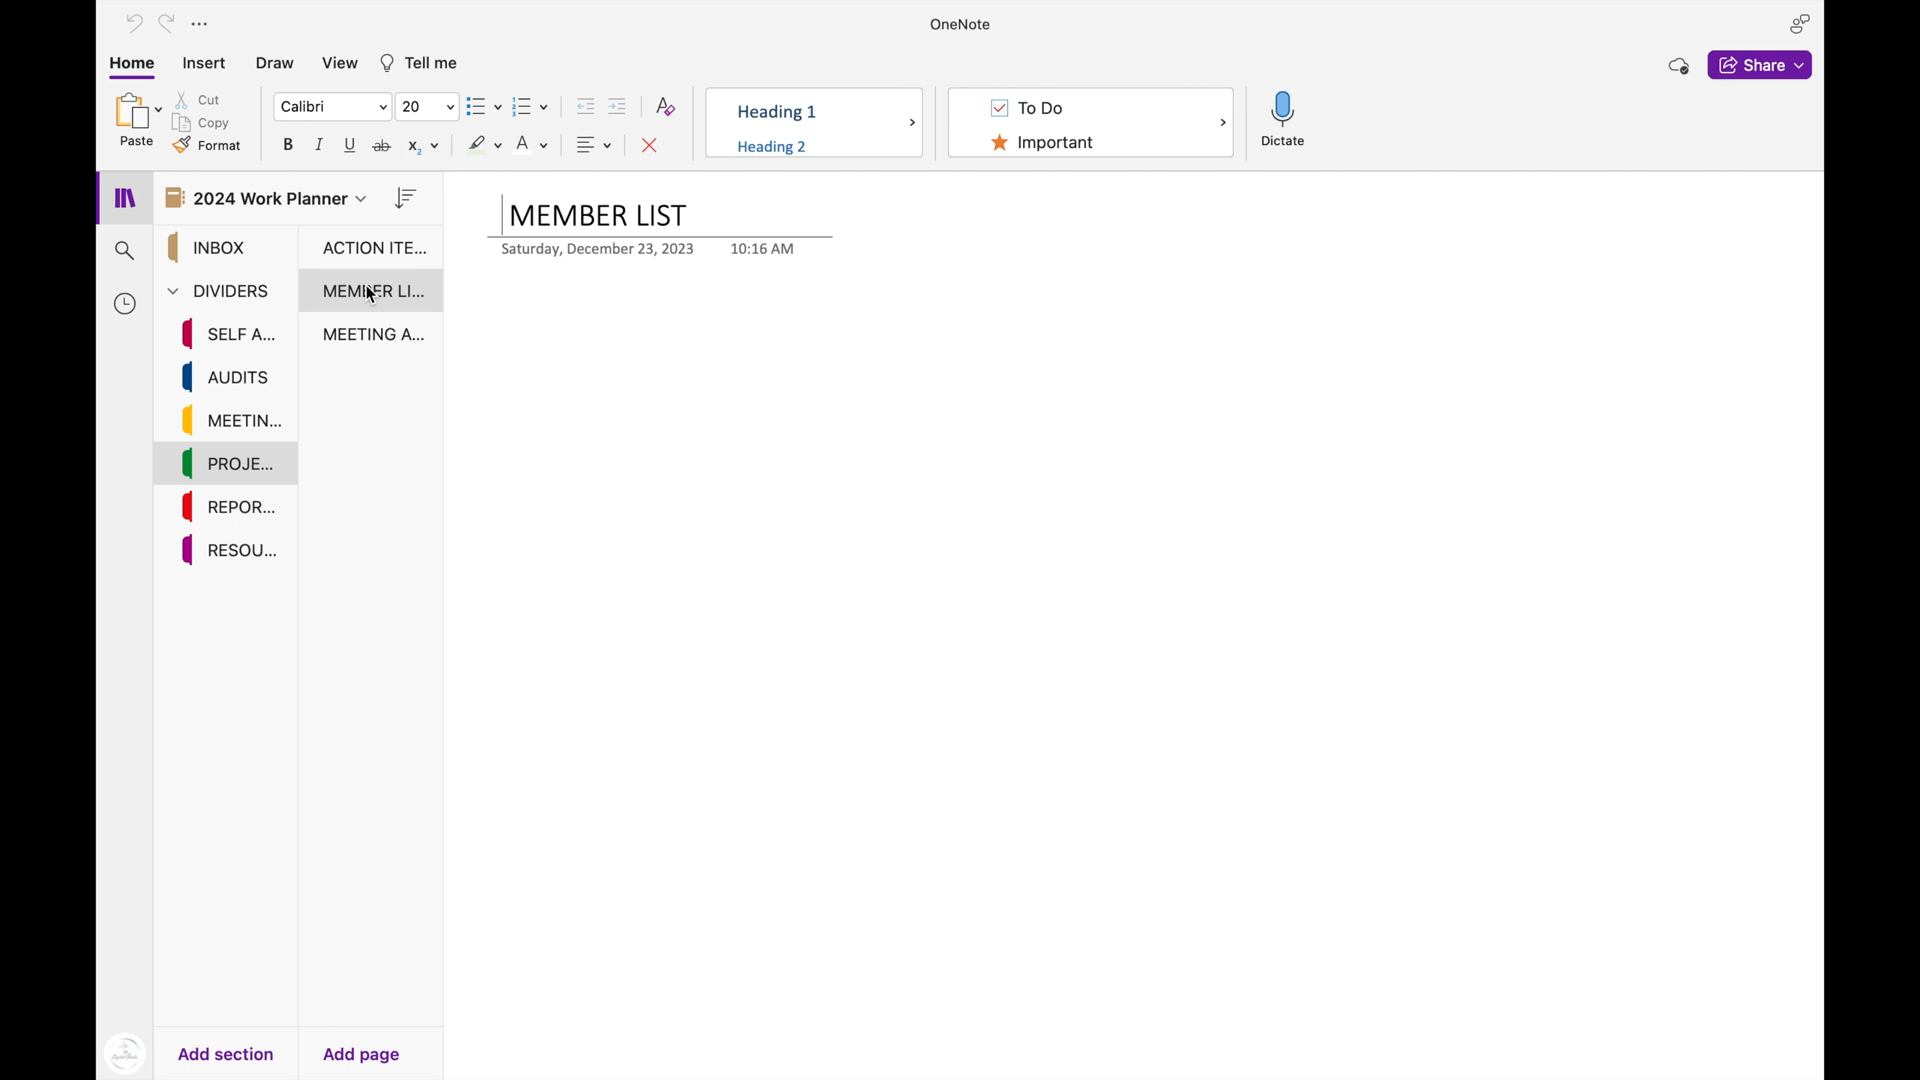 OneNote
Home Insert Draw View Tell me
Share
Paste
Cut
Copy
Format
Calibri 20
B I U ab x₂ A
Heading 1
Heading 2
To Do
Important
Dictate
2024 Work Planner
INBOX
DIVIDERS
SELF A...
AUDITS
MEETIN...
PROJE...
REPOR...
RESOU...
Add section
ACTION ITE...
MEMBER LI...
MEETING A...
Add page
MEMBER LIST
Saturday, December 23, 2023 10:16 AM